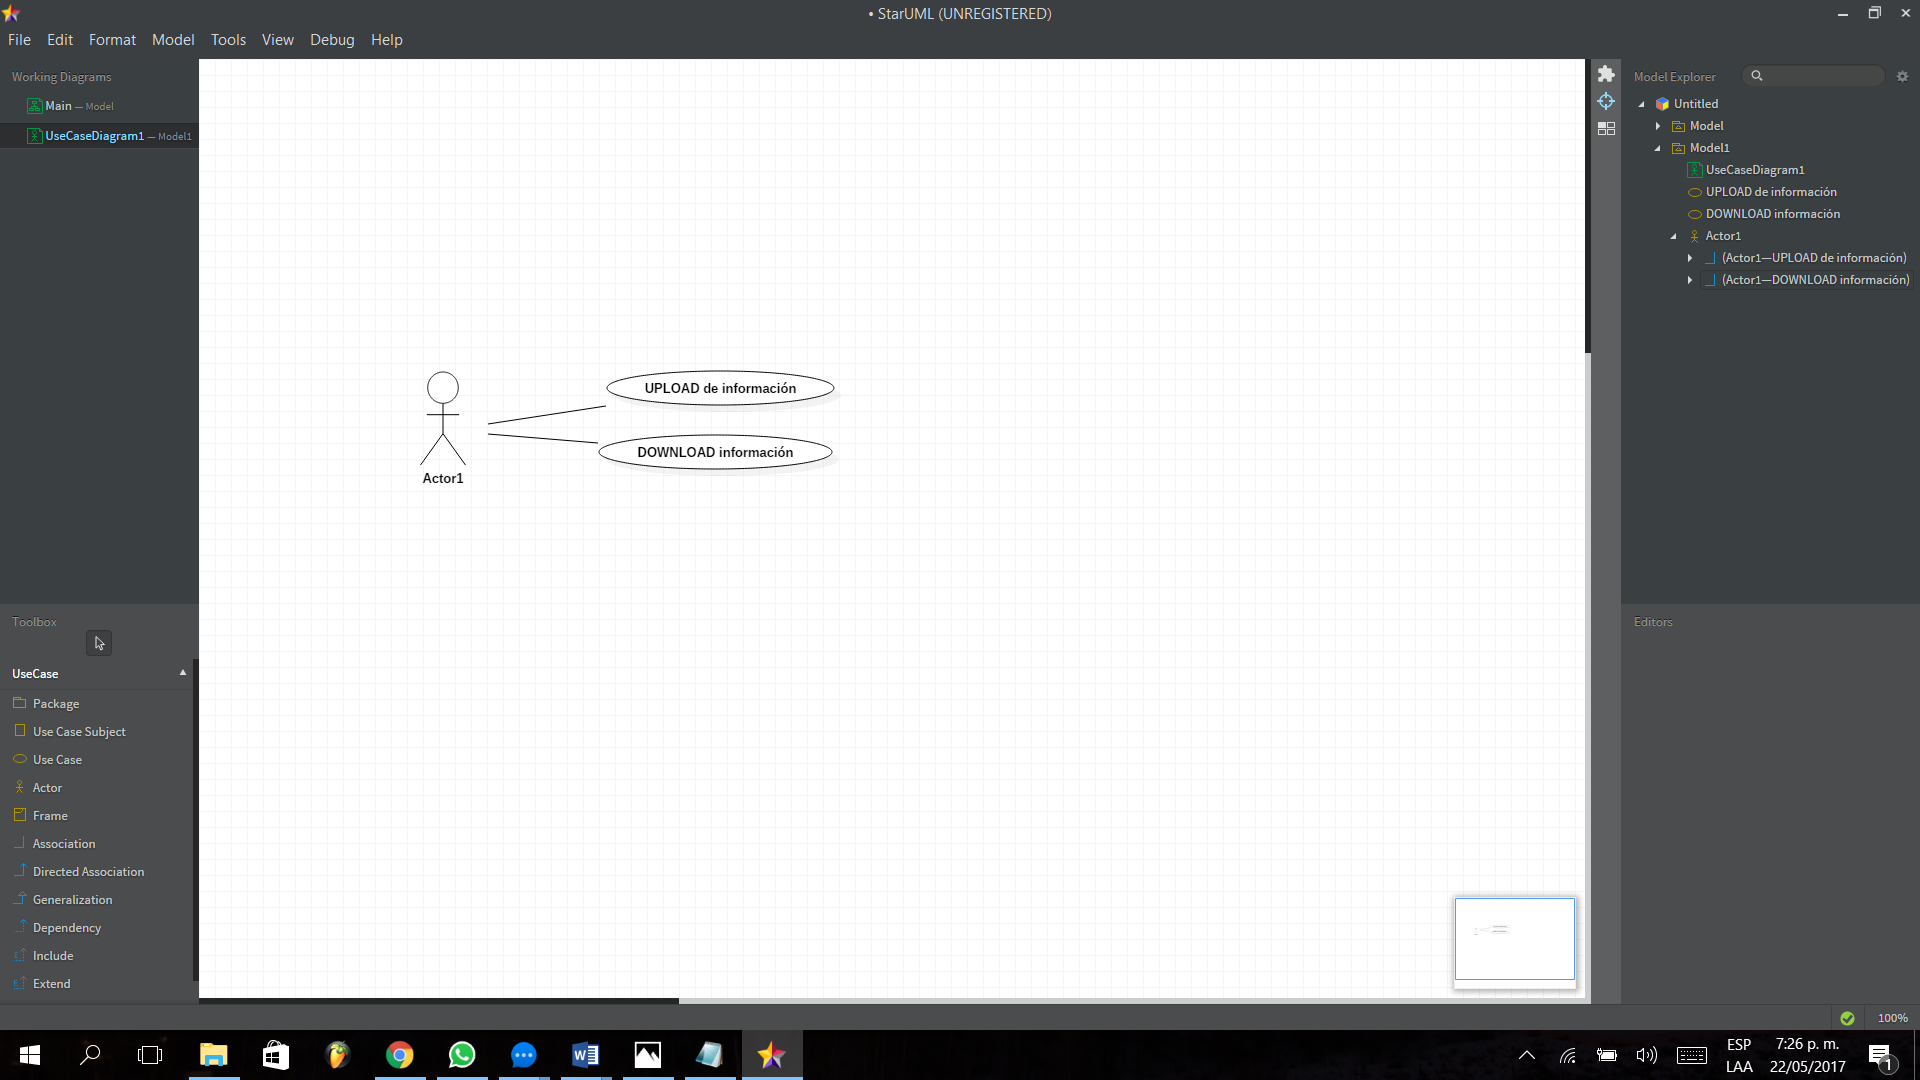 • StarUML (UNREGISTERED)
File Edit Format Model Tools View Debug Help
Working Diagrams
Main — Model
UseCaseDiagram1 — Model1
Toolbox
UseCase
Package
Use Case Subject
Use Case
Actor
Frame
Association
Directed Association
Generalization
Dependency
Include
Extend
UPLOAD de información
DOWNLOAD información
Actor1
Model Explorer
Untitled
Model
Model1
UseCaseDiagram1
UPLOAD de información
DOWNLOAD información
Actor1
(Actor1—UPLOAD de información)
(Actor1—DOWNLOAD información)
Editors
100%
ESP
LAA
7:26 p. m.
22/05/2017
1